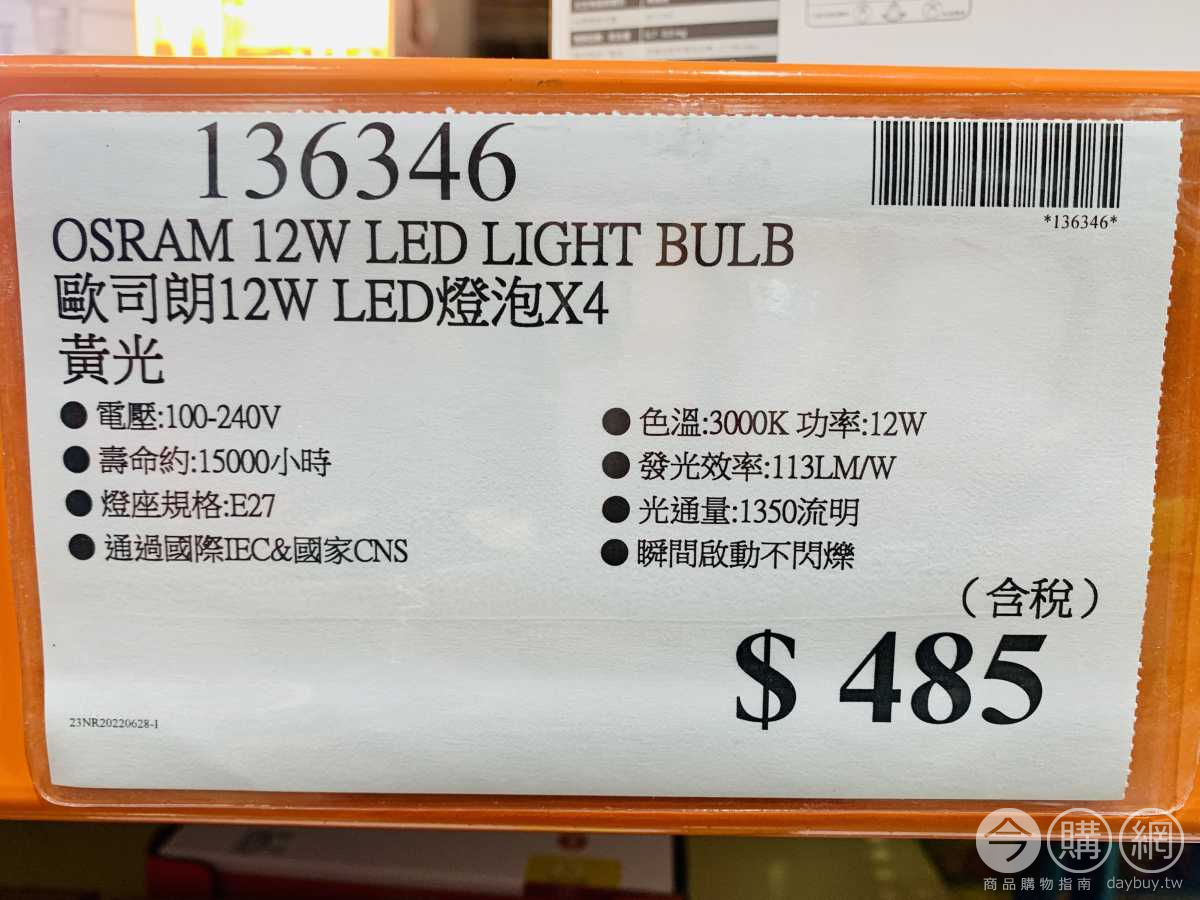 136346
*136346*
OSRAM 12W LED LIGHT BULB
歐司朗12W LED燈泡X4
黃光
● 電壓:100-240V
● 壽命約:15000小時
● 燈座規格:E27
● 通過國際IEC&國家CNS
● 色溫:3000K 功率:12W
● 發光效率:113LM/W
● 光通量:1350流明
● 瞬間啟動不閃爍
（含稅）
$ 485
23NR20220628-1
今購網
商品購物指南 daybuy.tw